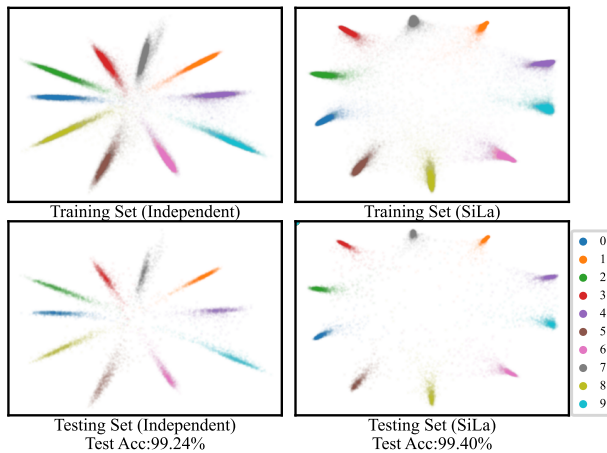 Training Set (Independent)
Training Set (SiLa)
0
1
2
3
4
5
6
7
8
9
Testing Set (Independent)
Test Acc:99.24%
Testing Set (SiLa)
Test Acc:99.40%